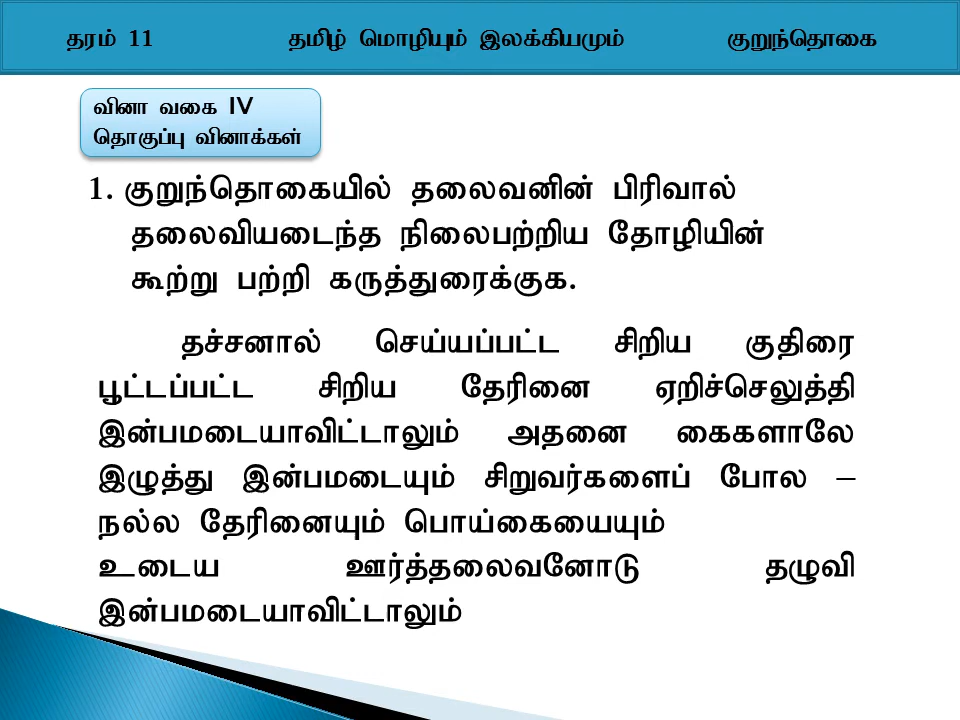 தரம் 11 தமிழ் மொழியும் இலக்கியமும் குறுந்தொகை
வினா வகை IV
தொகுப்பு வினாக்கள்
1. குறுந்தொகையில் தலைவனின் பிரிவால்
தலைவியடைந்த நிலைபற்றிய தோழியின்
கூற்று பற்றி கருத்துரைக்குக.
தச்சனால் செய்யப்பட்ட சிறிய குதிரை
பூட்டப்பட்ட சிறிய தேரினை ஏறிச்செலுத்தி
இன்பமடையாவிட்டாலும் அதனை கைகளாலே
இழுத்து இன்பமடையும் சிறுவர்களைப் போல –
நல்ல தேரினையும் பொய்கையையும்
உடைய ஊர்த்தலைவனோடு தழுவி
இன்பமடையாவிட்டாலும்